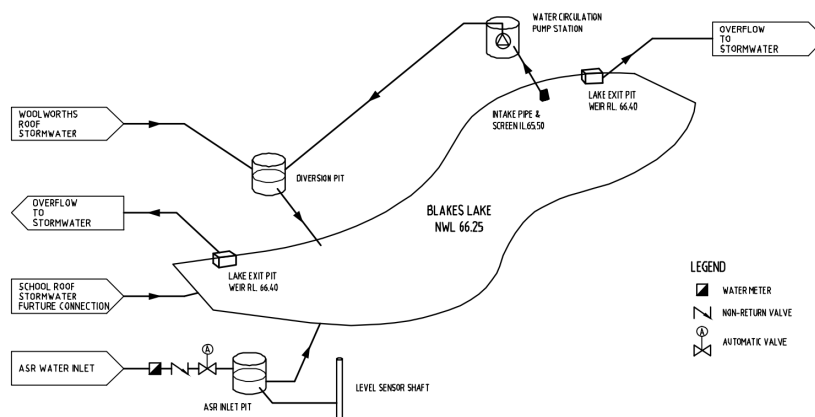 WATER CIRCULATION
PUMP STATION
OVERFLOW
TO
STORMWATER
LAKE EXIT PIT
WEIR RL. 66.40
INTAKE PIPE &
SCREEN IL.65.50
WOOLWORTHS
ROOF
STORMWATER
DIVERSION PIT
OVERFLOW
TO
STORMWATER
BLAKES LAKE
NWL 66.25
LAKE EXIT PIT
WEIR RL. 66.40
SCHOOL ROOF
STORMWATER
FURTURE CONNECTION
ASR WATER INLET
A
ASR INLET PIT
LEVEL SENSOR SHAFT
LEGEND
WATER METER
NON-RETURN VALVE
A
AUTOMATIC VALVE